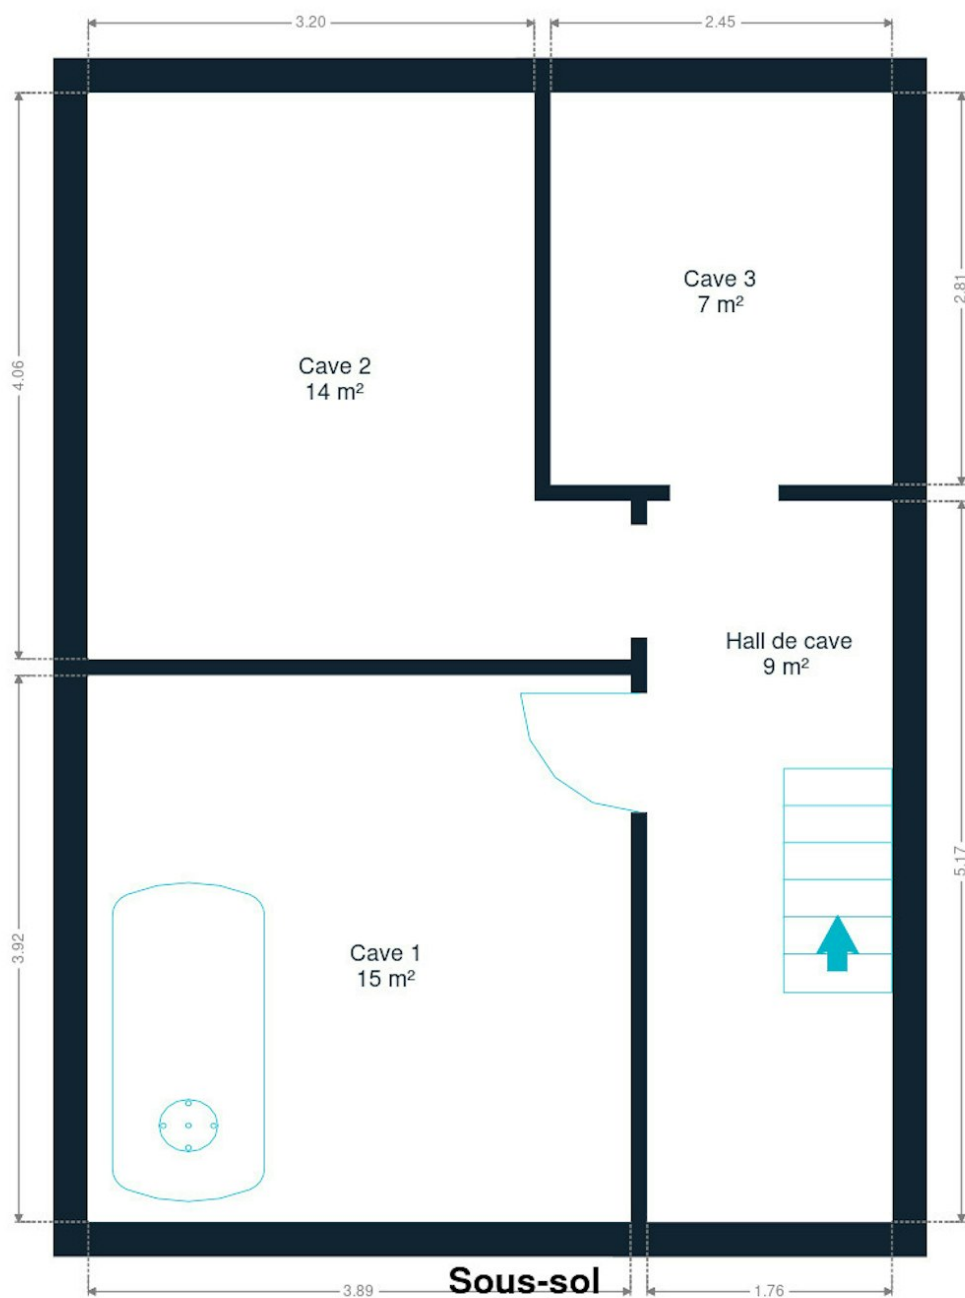 3.20
2.45
2.81
Cave 3
7 m²
4.06
Cave 2
14 m²
Hall de cave
9 m²
5.17
3.92
Cave 1
15 m²
Sous-sol
3.89
1.76